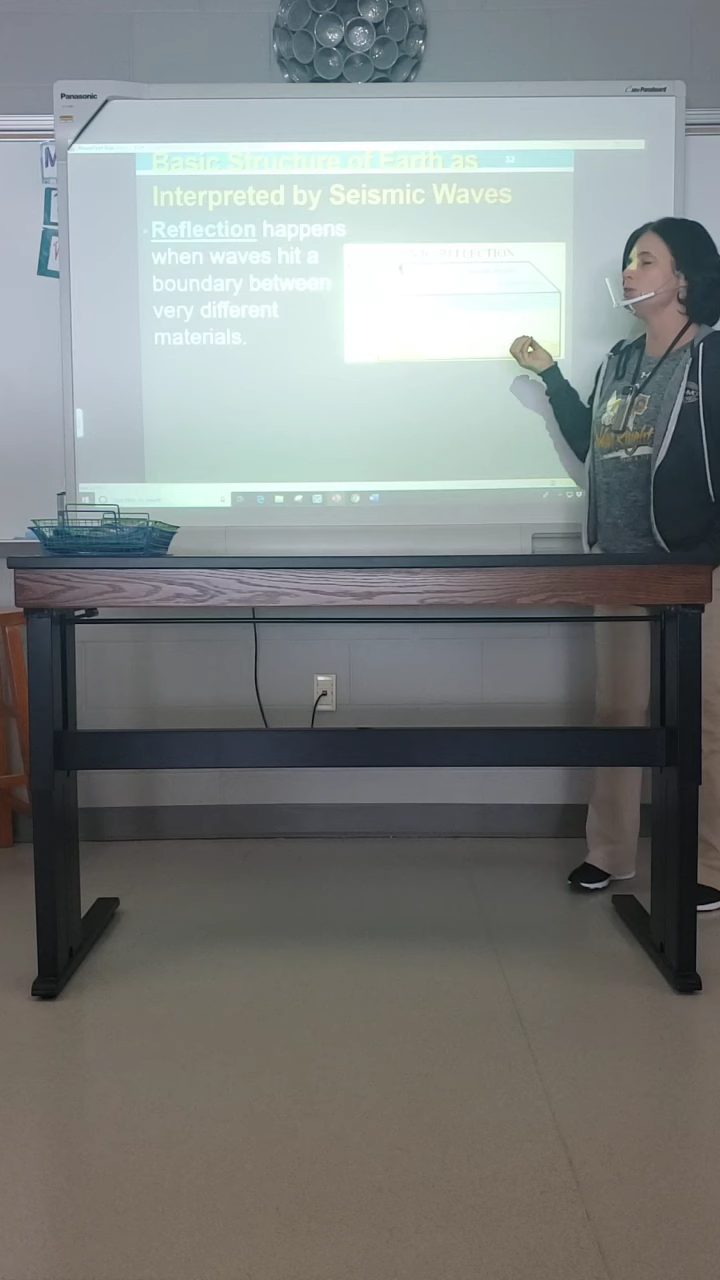 Panasonic
Basic Structure of Earth as
32
Interpreted by Seismic Waves
Reflection happens
when waves hit a
boundary between
very different
materials.